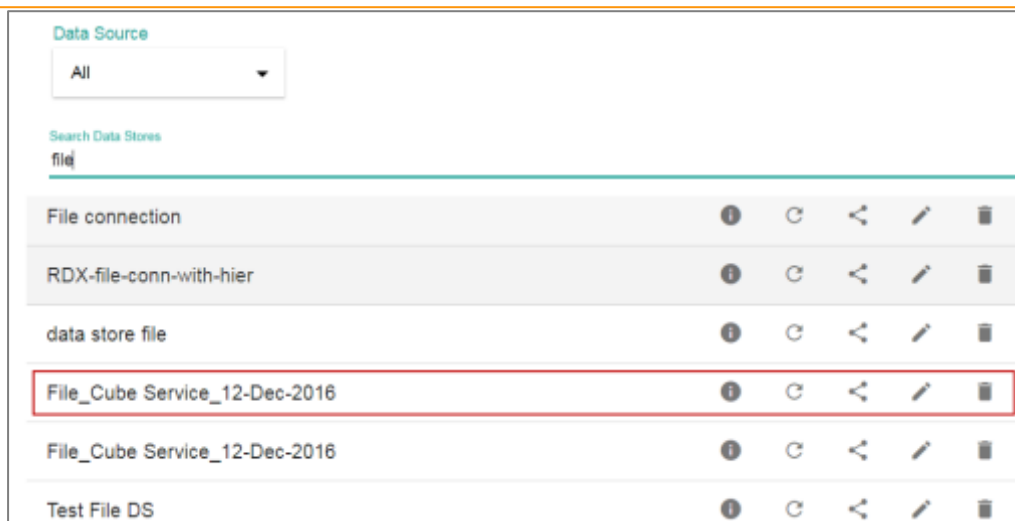 Data Source
All
Search Data Stores
file
File connection
RDX-file-conn-with-hier
data store file
File_Cube Service_12-Dec-2016
File_Cube Service_12-Dec-2016
Test File DS